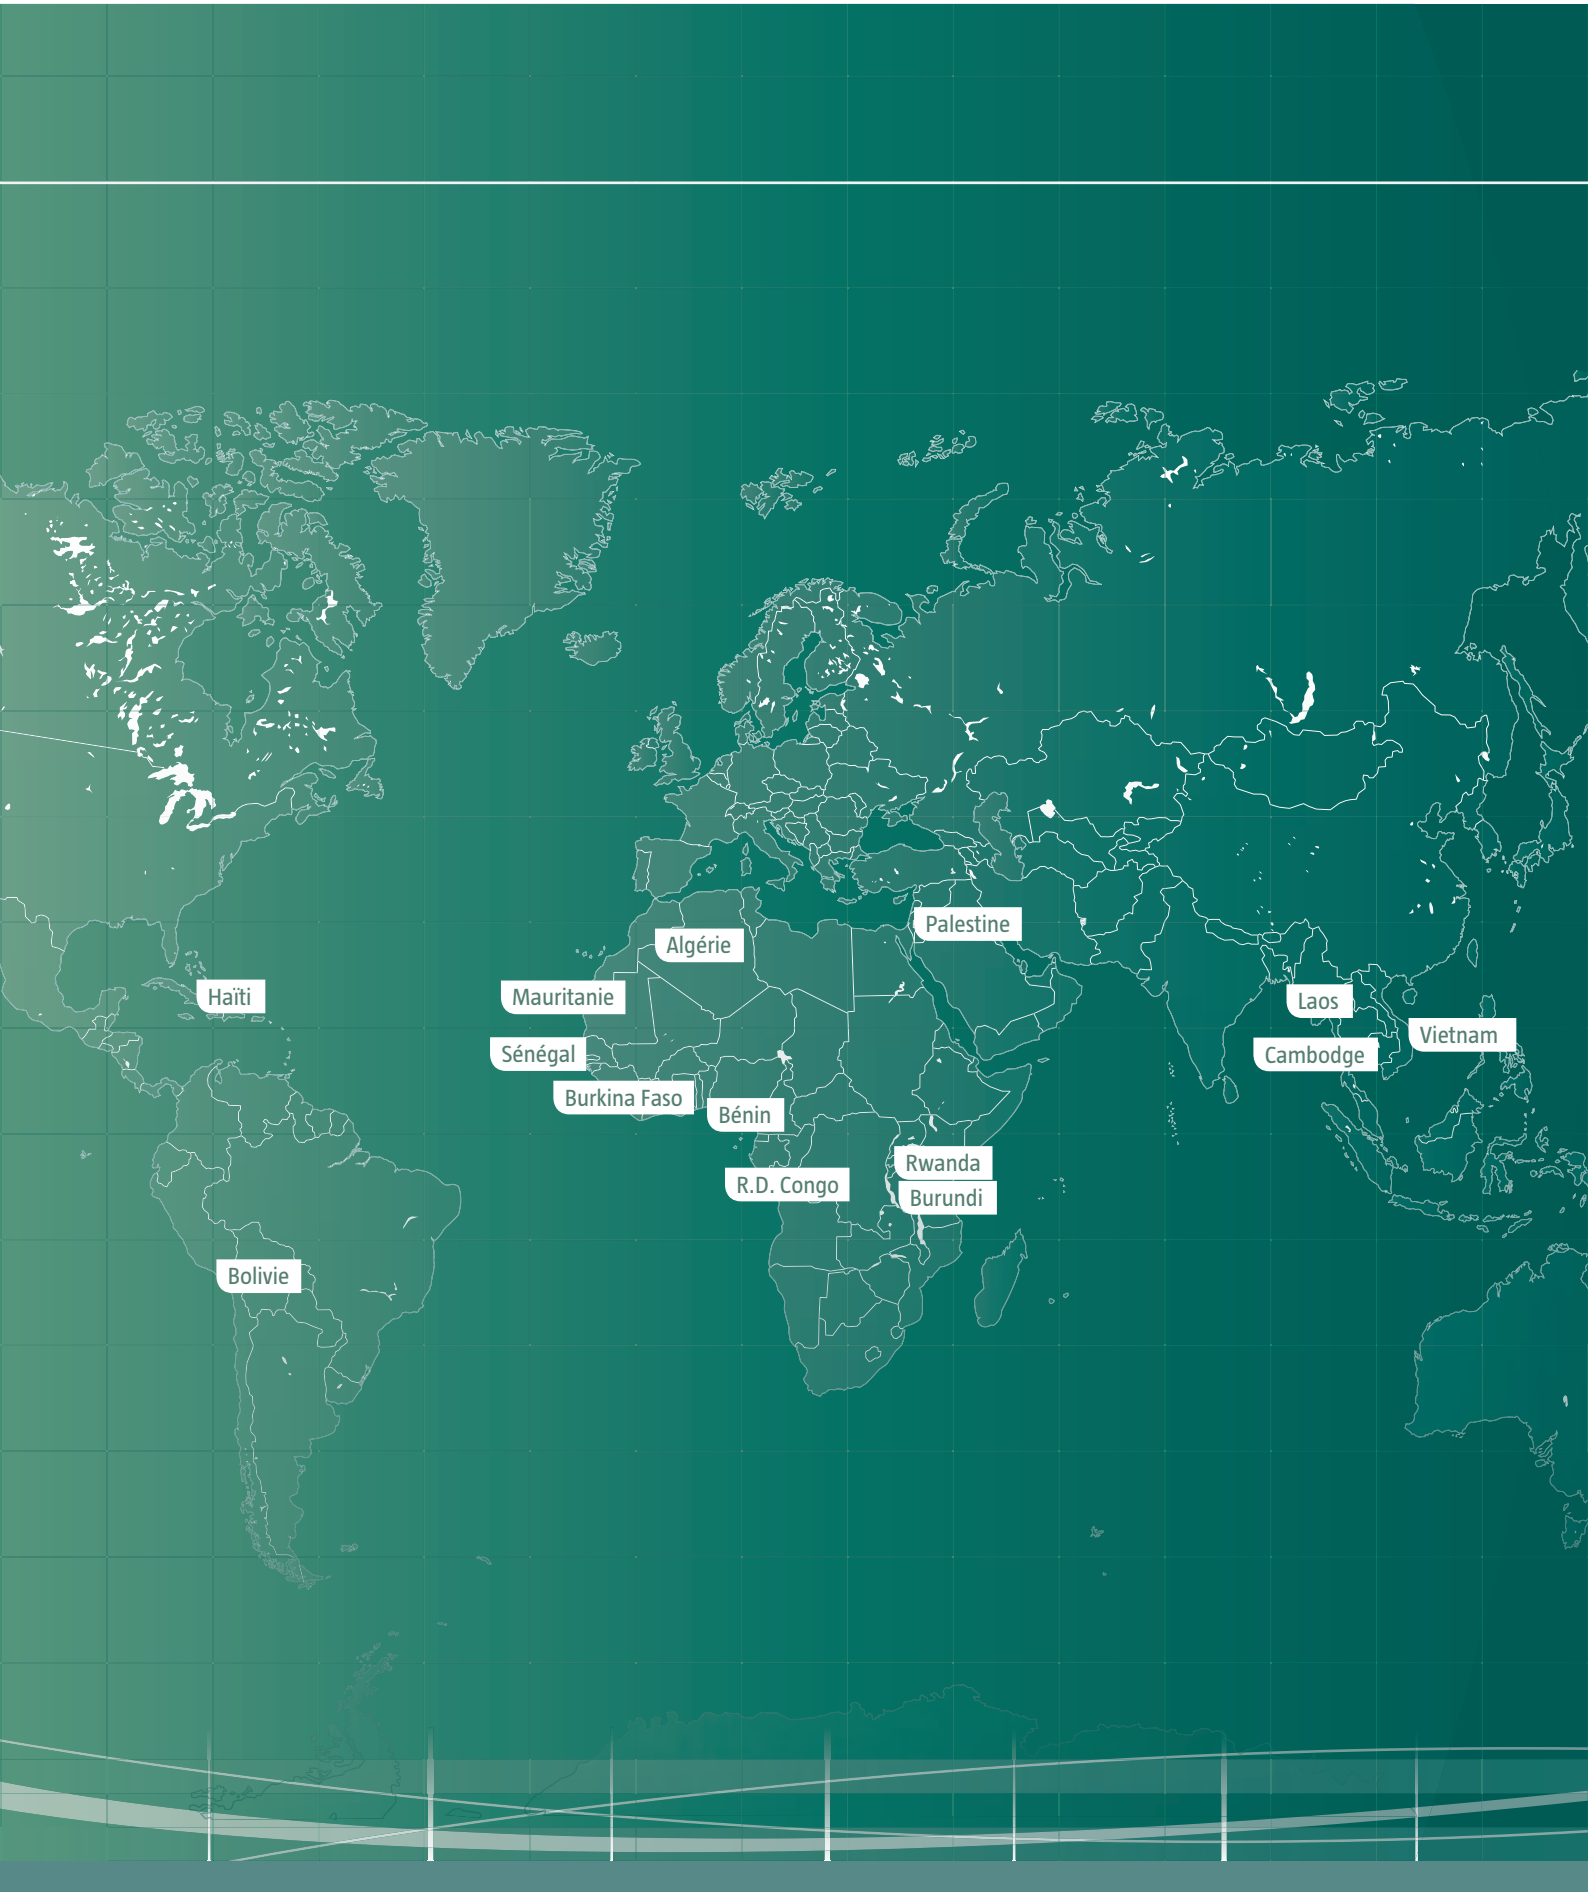 Palestine
Algérie
Haïti
Mauritanie
Laos
Vietnam
Sénégal
Cambodge
Burkina Faso
Bénin
Rwanda
R.D. Congo
Burundi
Bolivie